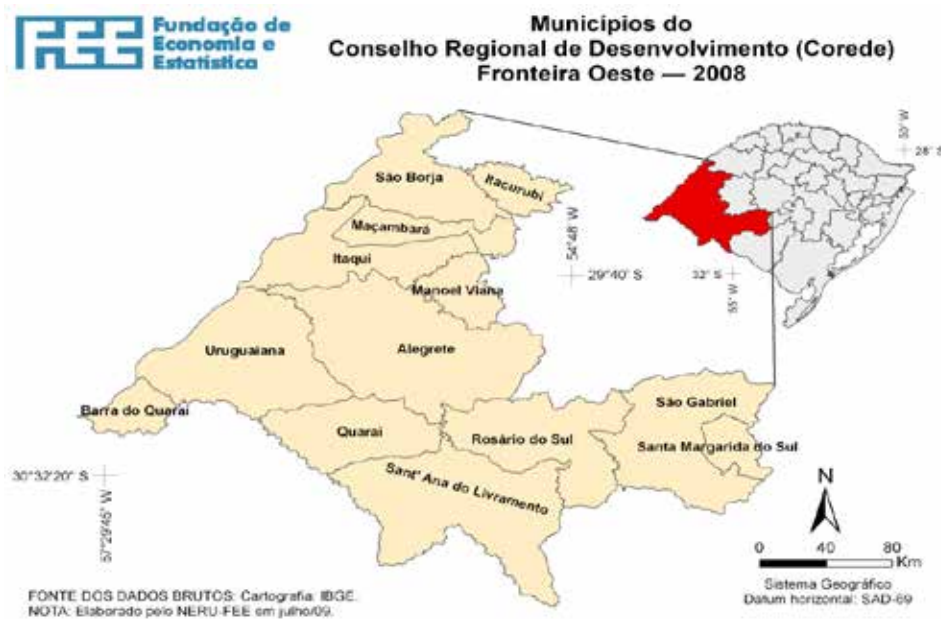 FEE Fundação de
Economia e
Estatística
Municípios do
Conselho Regional de Desenvolvimento (Corede)
Fronteira Oeste — 2008
50° W
28° S
São Borja
Itacurubi
Maçambará
54°48' W
Itaqui
29°40' S
32° S
55° W
Manoel Viana
Uruguaiana
Alegrete
São Gabriel
Barra do Quaraí
Quaraí
Rosário do Sul
Santa Margarida do Sul
30°32'20" S
Sant' Ana do Livramento
57°29'45" W
N
0 40 80
Km
Sistema Geográfico
Datum horizontal: SAD-69
FONTE DOS DADOS BRUTOS: Cartografia: IBGE.
NOTA: Elaborado pelo NERU-FEE em julho/09.